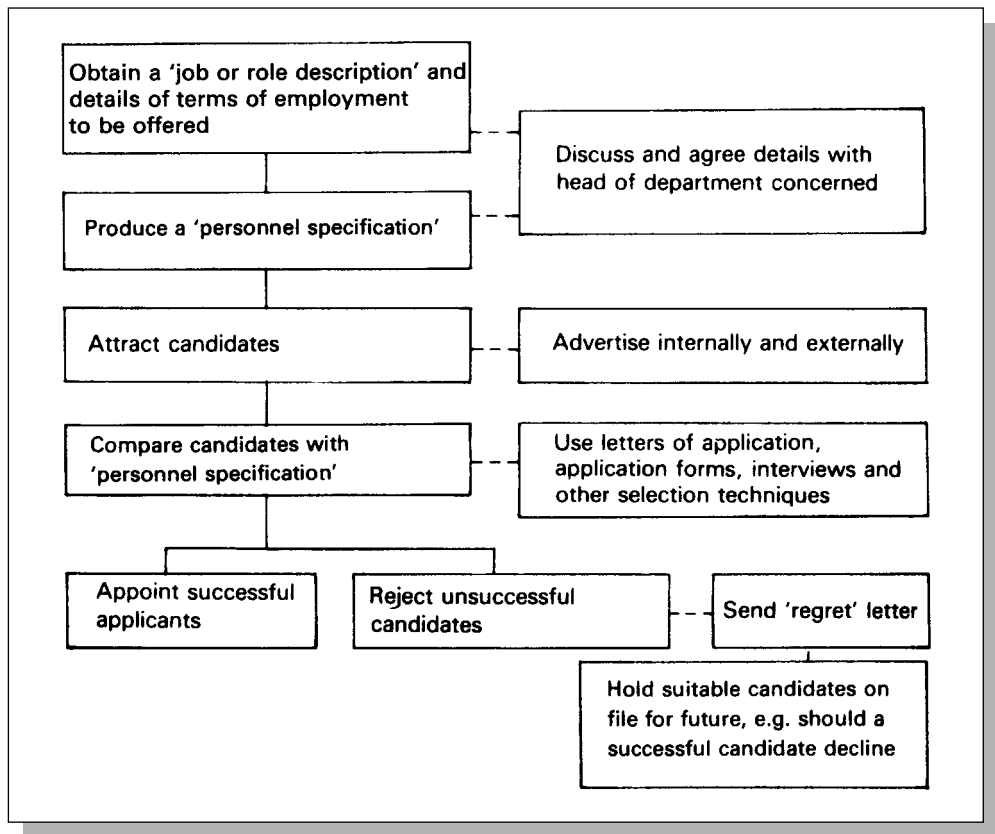 Obtain a ‘job or role description’ and
details of terms of employment
to be offered
Discuss and agree details with
head of department concerned
Produce a ‘personnel specification’
Attract candidates
Advertise internally and externally
Compare candidates with
‘personnel specification’
Use letters of application,
application forms, interviews and
other selection techniques
Appoint successful
applicants
Reject unsuccessful
candidates
Send ‘regret’ letter
Hold suitable candidates on
file for future, e.g. should a
successful candidate decline